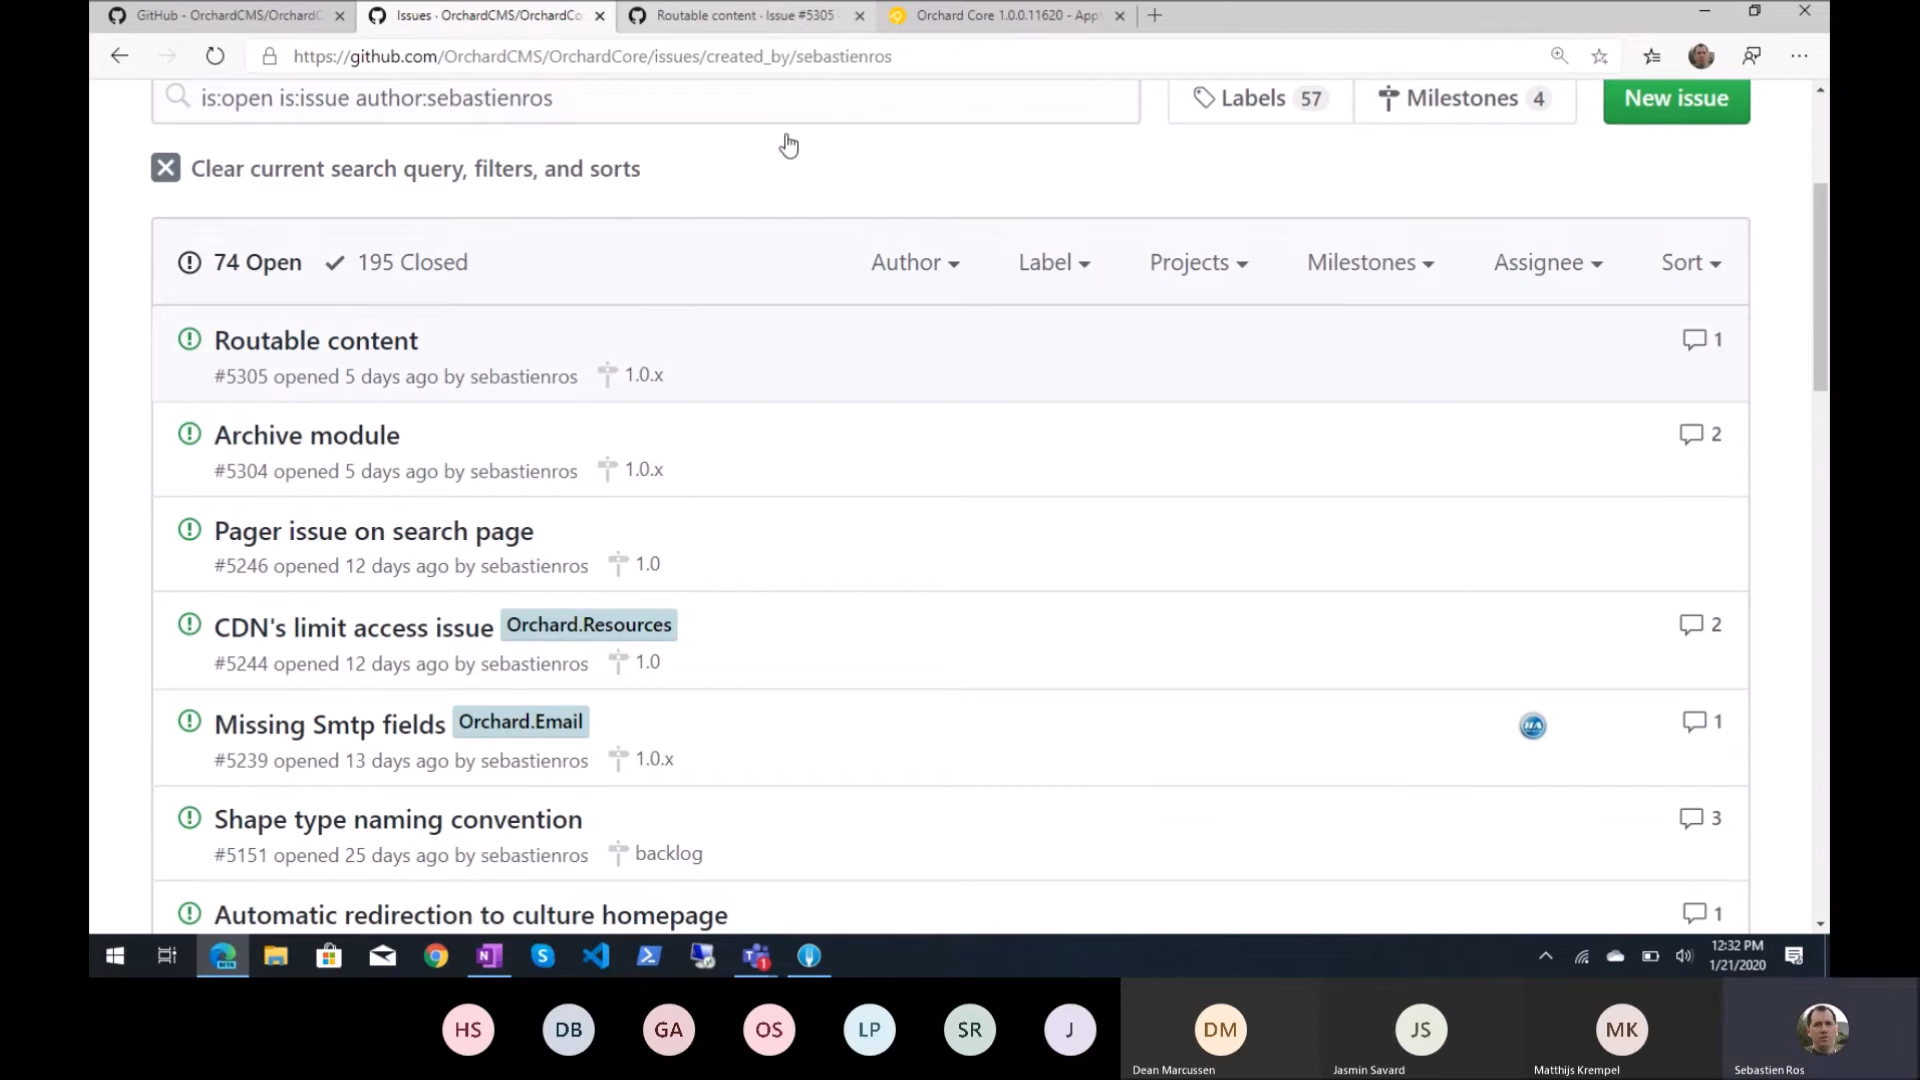 GitHub - OrchardCMS/OrchardC
Issues · OrchardCMS/OrchardCo
Routable content · Issue #5305
Orchard Core 1.0.0.11620 - App
https://github.com/OrchardCMS/OrchardCore/issues/created_by/sebastienros
is:open is:issue author:sebastienros
Labels 57
Milestones 4
New issue
Clear current search query, filters, and sorts
74 Open 195 Closed
Author Label Projects Milestones Assignee Sort
Routable content 1
#5305 opened 5 days ago by sebastienros 1.0.x
Archive module 2
#5304 opened 5 days ago by sebastienros 1.0.x
Pager issue on search page
#5246 opened 12 days ago by sebastienros 1.0
CDN's limit access issue Orchard.Resources 2
#5244 opened 12 days ago by sebastienros 1.0
Missing Smtp fields Orchard.Email 1
#5239 opened 13 days ago by sebastienros 1.0.x
Shape type naming convention 3
#5151 opened 25 days ago by sebastienros backlog
Automatic redirection to culture homepage 1
12:32 PM
1/21/2020
HS DB GA OS LP SR J DM JS MK
Dean Marcussen Jasmin Savard Matthijs Krempel Sebastien Ros